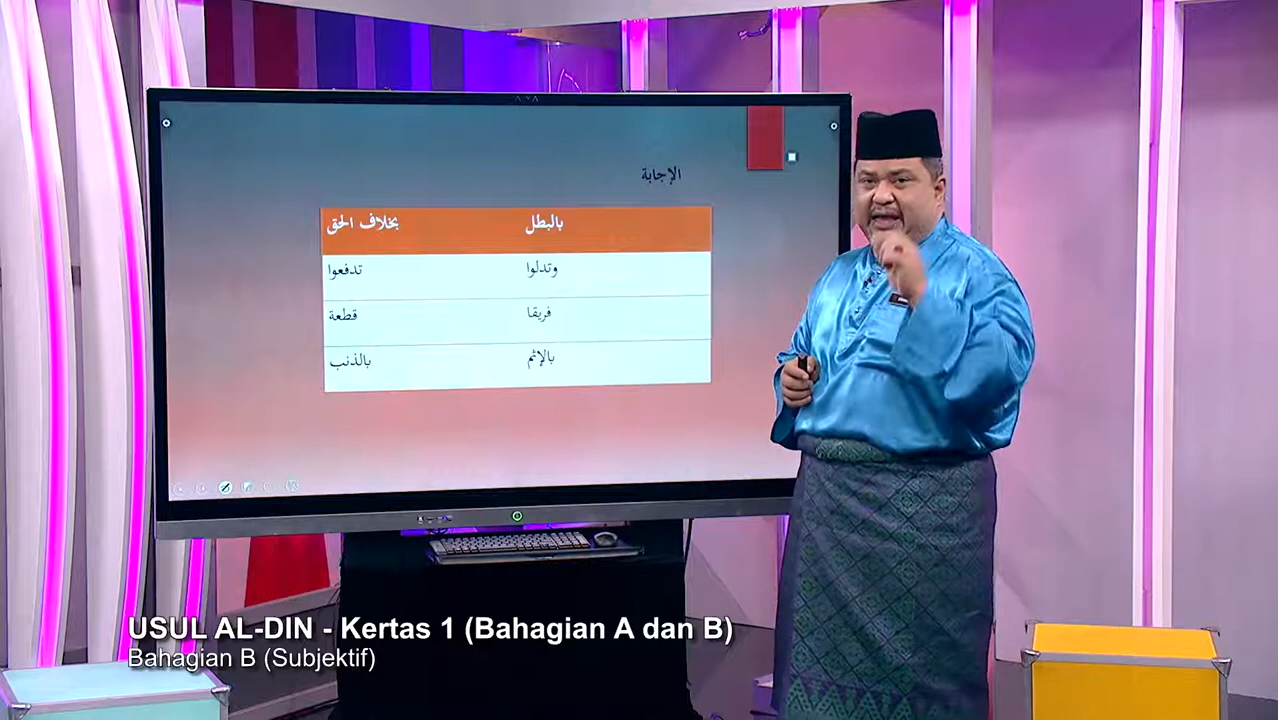 الإجابة
بالبطل بخلاف الحق
وتدلوا تدفعوا
فريقا قطعة
بالإثم بالذنب
USUL AL-DIN - Kertas 1 (Bahagian A dan B)
Bahagian B (Subjektif)